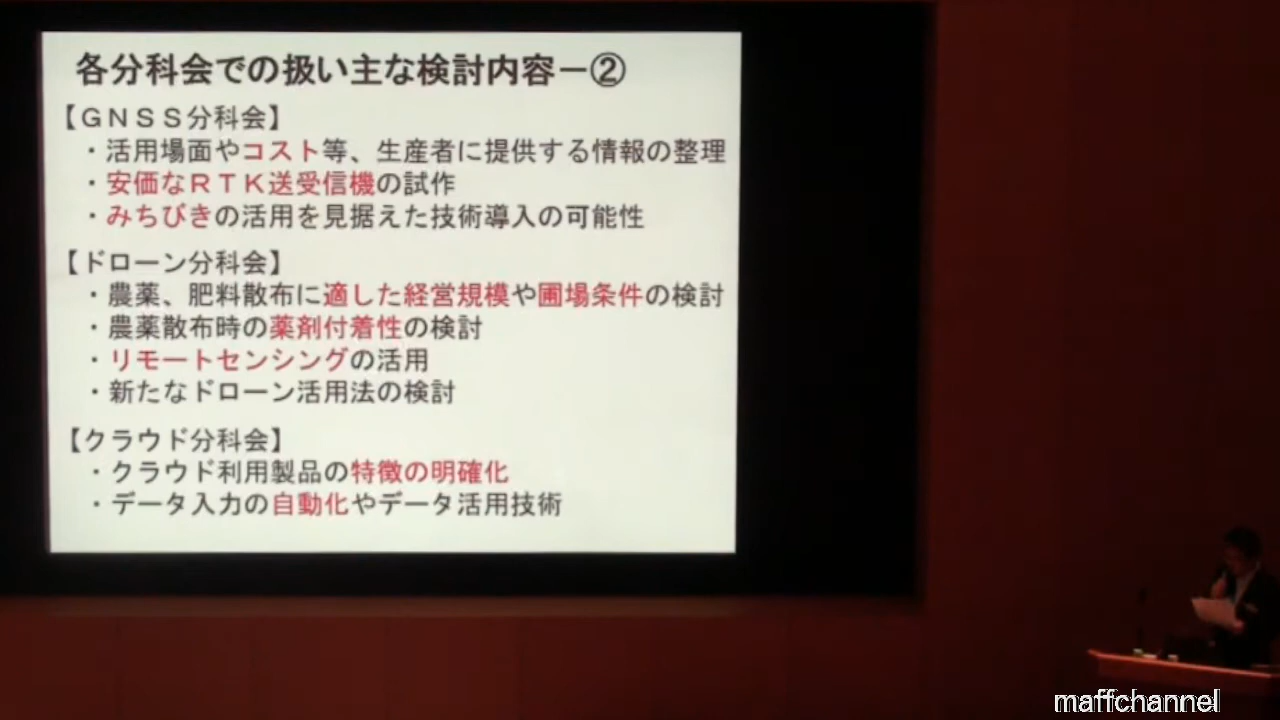 各分科会での扱い主な検討内容－②
【ＧＮＳＳ分科会】
・活用場面やコスト等、生産者に提供する情報の整理
・安価なＲＴＫ送受信機の試作
・みちびきの活用を見据えた技術導入の可能性
【ドローン分科会】
・農薬、肥料散布に適した経営規模や圃場条件の検討
・農薬散布時の薬剤付着性の検討
・リモートセンシングの活用
・新たなドローン活用法の検討
【クラウド分科会】
・クラウド利用製品の特徴の明確化
・データ入力の自動化やデータ活用技術
maffchannel